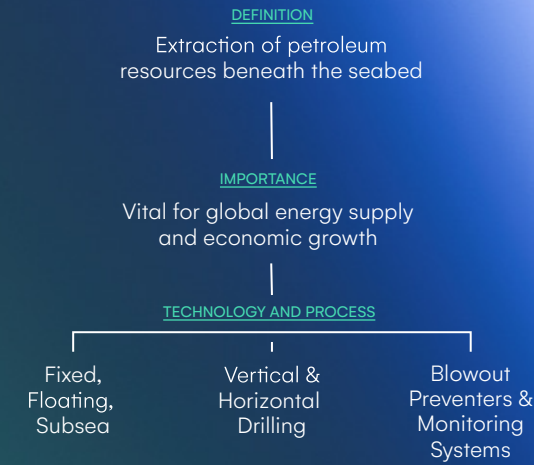 DEFINITION
Extraction of petroleum
resources beneath the seabed
IMPORTANCE
Vital for global energy supply
and economic growth
TECHNOLOGY AND PROCESS
Fixed,
Floating,
Subsea
Vertical &
Horizontal
Drilling
Blowout
Preventers &
Monitoring
Systems